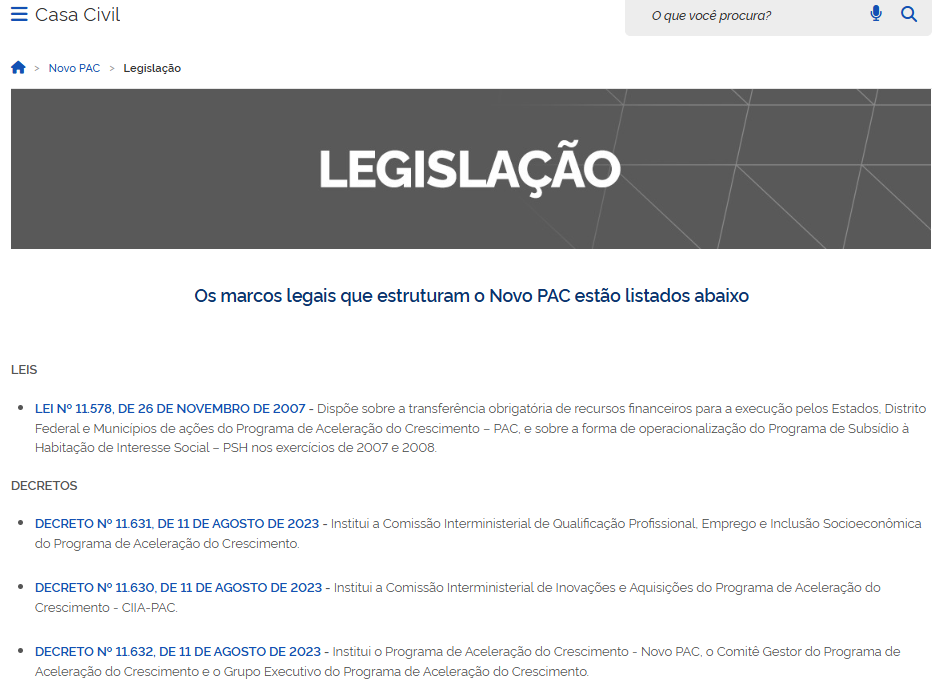 Casa Civil
O que você procura?
> Novo PAC > Legislação
LEGISLAÇÃO
Os marcos legais que estruturam o Novo PAC estão listados abaixo
LEIS
LEI Nº 11.578, DE 26 DE NOVEMBRO DE 2007 - Dispõe sobre a transferência obrigatória de recursos financeiros para a execução pelos Estados, Distrito
Federal e Municípios de ações do Programa de Aceleração do Crescimento – PAC, e sobre a forma de operacionalização do Programa de Subsídio à
Habitação de Interesse Social – PSH nos exercícios de 2007 e 2008.
DECRETOS
DECRETO Nº 11.631, DE 11 DE AGOSTO DE 2023 - Institui a Comissão Interministerial de Qualificação Profissional, Emprego e Inclusão Socioeconômica
do Programa de Aceleração do Crescimento.
DECRETO Nº 11.630, DE 11 DE AGOSTO DE 2023 - Institui a Comissão Interministerial de Inovações e Aquisições do Programa de Aceleração do
Crescimento - CIIA-PAC.
DECRETO Nº 11.632, DE 11 DE AGOSTO DE 2023 - Institui o Programa de Aceleração do Crescimento - Novo PAC, o Comitê Gestor do Programa de
Aceleração do Crescimento e o Grupo Executivo do Programa de Aceleração do Crescimento.